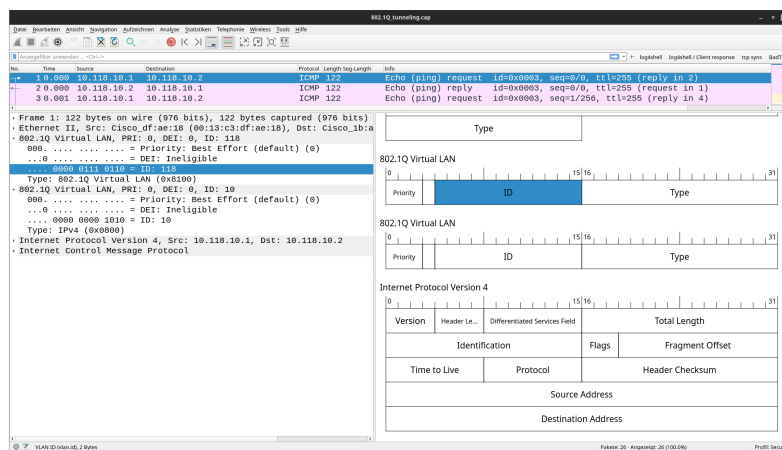 802.1Q_tunneling.cap
Datei Bearbeiten Ansicht Navigation Aufzeichnen Analyse Statistiken Telephonie Wireless Tools Hilfe
Anzeigefilter anwenden ... <Ctrl-/>
+ log4shell log4shell / Client response tcp syns BadT
No. Time Source Destination Protocol Length Seg-Length Info
1 0.000 10.118.10.1 10.118.10.2 ICMP 122 Echo (ping) request id=0x0003, seq=0/0, ttl=255 (reply in 2)
2 0.000 10.118.10.2 10.118.10.1 ICMP 122 Echo (ping) reply id=0x0003, seq=0/0, ttl=255 (request in 1)
3 0.001 10.118.10.1 10.118.10.2 ICMP 122 Echo (ping) request id=0x0003, seq=1/256, ttl=255 (reply in 4)
Frame 1: 122 bytes on wire (976 bits), 122 bytes captured (976 bits)
Ethernet II, Src: Cisco_df:ae:18 (00:13:c3:df:ae:18), Dst: Cisco_1b:a
802.1Q Virtual LAN, PRI: 0, DEI: 0, ID: 118
000. .... .... .... = Priority: Best Effort (default) (0)
...0 .... .... .... = DEI: Ineligible
.... 0000 0111 0110 = ID: 118
Type: 802.1Q Virtual LAN (0x8100)
802.1Q Virtual LAN, PRI: 0, DEI: 0, ID: 10
000. .... .... .... = Priority: Best Effort (default) (0)
...0 .... .... .... = DEI: Ineligible
.... 0000 0000 1010 = ID: 10
Type: IPv4 (0x0800)
Internet Protocol Version 4, Src: 10.118.10.1, Dst: 10.118.10.2
Internet Control Message Protocol
Type
802.1Q Virtual LAN
0 15 16 31
Priority ID Type
802.1Q Virtual LAN
0 15 16 31
Priority ID Type
Internet Protocol Version 4
0 15 16 31
Version Header Le... Differentiated Services Field Total Length
Identification Flags Fragment Offset
Time to Live Protocol Header Checksum
Source Address
Destination Address
VLAN ID (vlan.id), 2 Bytes
Pakete: 26 · Angezeigt: 26 (100.0%)
Profil: Secu